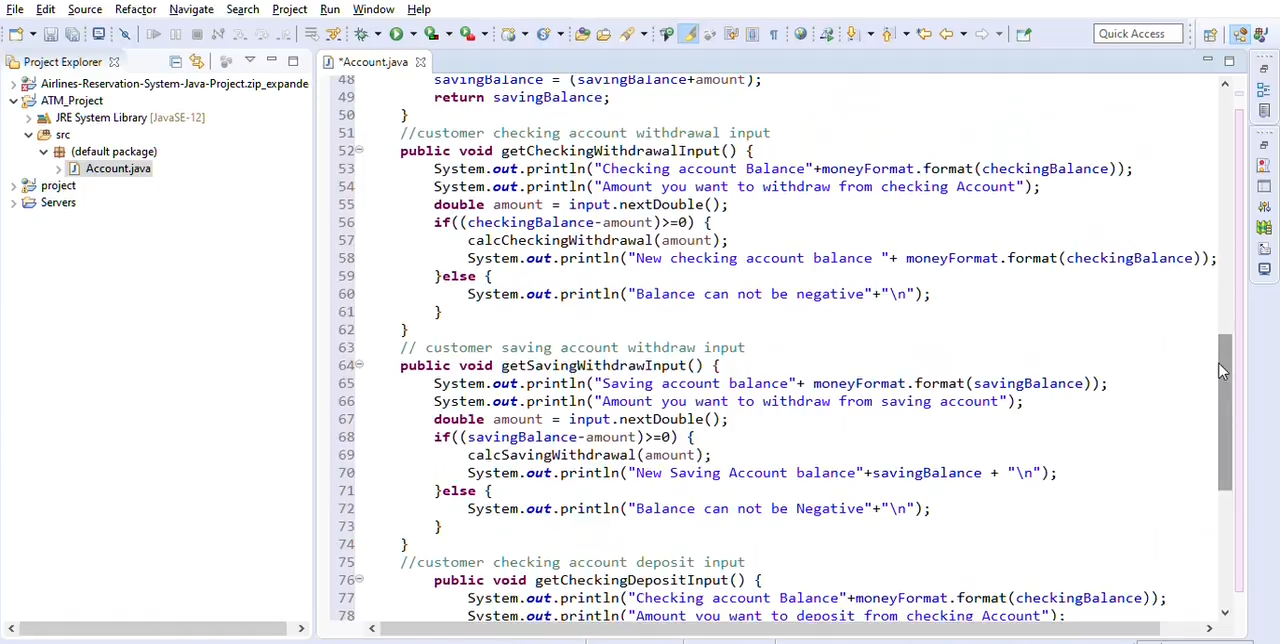 File Edit Source Refactor Navigate Search Project Run Window Help
Quick Access
Project Explorer
*Account.java
Airlines-Reservation-System-Java-Project.zip_expande
ATM_Project
JRE System Library [JavaSE-12]
src
(default package)
Account.java
project
Servers
48 savingBalance = (savingBalance+amount);
49 return savingBalance;
50 }
51 //customer checking account withdrawal input
52 public void getCheckingWithdrawalInput() {
53 System.out.println("Checking account Balance"+moneyFormat.format(checkingBalance));
54 System.out.println("Amount you want to withdraw from checking Account");
55 double amount = input.nextDouble();
56 if((checkingBalance-amount)>=0) {
57 calcCheckingWithdrawal(amount);
58 System.out.println("New checking account balance "+ moneyFormat.format(checkingBalance));
59 }else {
60 System.out.println("Balance can not be negative"+"\n");
61 }
62 }
63 // customer saving account withdraw input
64 public void getSavingWithdrawInput() {
65 System.out.println("Saving account balance"+ moneyFormat.format(savingBalance));
66 System.out.println("Amount you want to withdraw from saving account");
67 double amount = input.nextDouble();
68 if((savingBalance-amount)>=0) {
69 calcSavingWithdrawal(amount);
70 System.out.println("New Saving Account balance"+savingBalance + "\n");
71 }else {
72 System.out.println("Balance can not be Negative"+"\n");
73 }
74 }
75 //customer checking account deposit input
76 public void getCheckingDepositInput() {
77 System.out.println("Checking account Balance"+moneyFormat.format(checkingBalance));
78 System.out.println("Amount you want to deposit from checking Account");